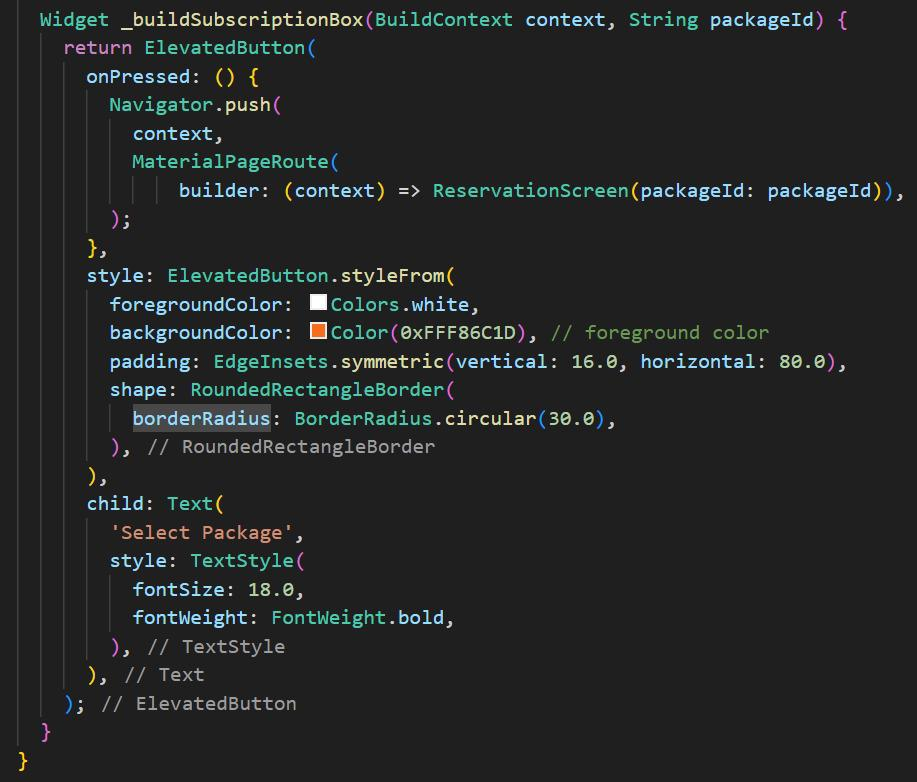 Widget _buildSubscriptionBox(BuildContext context, String packageId) {
return ElevatedButton(
onPressed: () {
Navigator.push(
context,
MaterialPageRoute(
builder: (context) => ReservationScreen(packageId: packageId)),
);
},
style: ElevatedButton.styleFrom(
foregroundColor: Colors.white,
backgroundColor: Color(0xFFF86C1D), // foreground color
padding: EdgeInsets.symmetric(vertical: 16.0, horizontal: 80.0),
shape: RoundedRectangleBorder(
borderRadius: BorderRadius.circular(30.0),
), // RoundedRectangleBorder
),
child: Text(
'Select Package',
style: TextStyle(
fontSize: 18.0,
fontWeight: FontWeight.bold,
), // TextStyle
), // Text
); // ElevatedButton
}
}